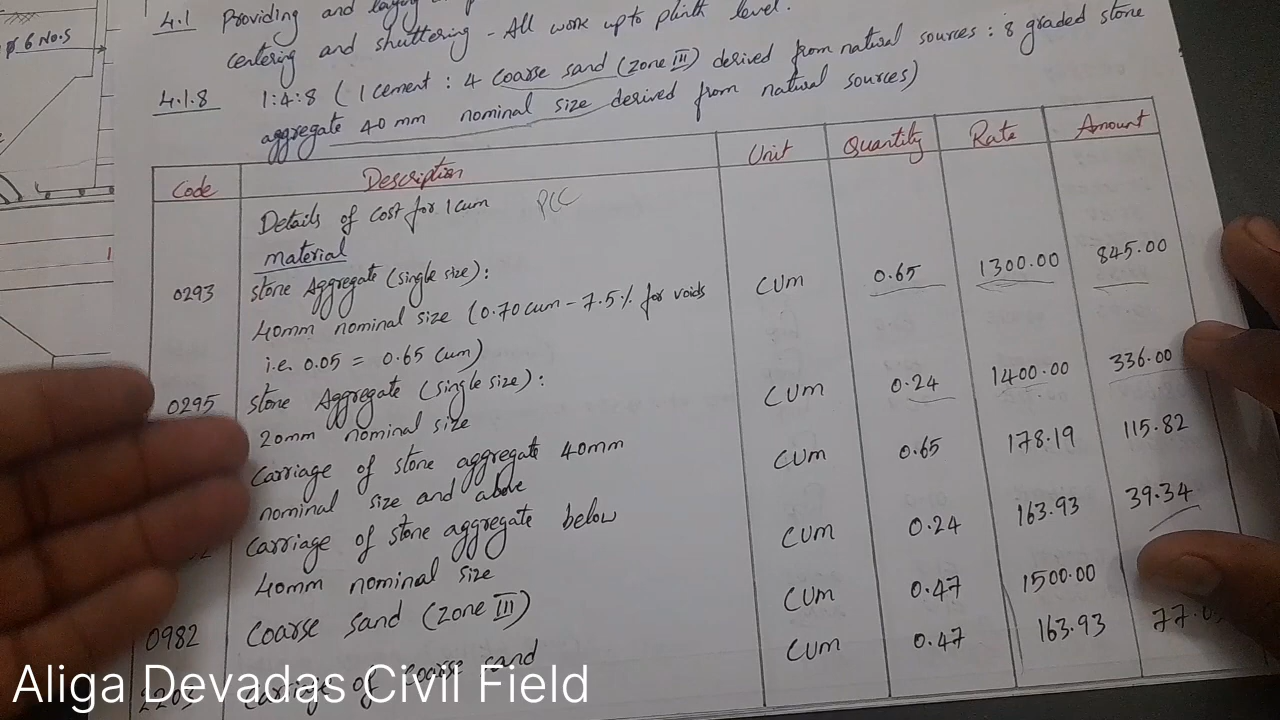 4.1 Providing and laying
centering and shuttering - All work upto plinth level.
4.1.8 1:4:8 (1 cement : 4 coarse sand (zone III) derived from natural sources : 8 graded stone
aggregate 40 mm nominal size derived from natural sources)
ø 6 No.s
Code Description Unit Quantity Rate Amount
Details of cost for 1 cum PCC
material
0293 Stone Aggregate (single size): cum 0.65 1300.00 845.00
40mm nominal size (0.70 cum - 7.5% for voids
i.e. 0.05 = 0.65 cum)
0295 Stone Aggregate (single size): cum 0.24 1400.00 336.00
20mm nominal size
Carriage of stone aggregate 40mm cum 0.65 178.19 115.82
nominal size and above
Carriage of stone aggregate below cum 0.24 163.93 39.34
40mm nominal size
0982 Coarse sand (zone III) cum 0.47 1500.00
Carriage of coarse sand cum 0.47 163.93
Aliga Devadas Civil Field